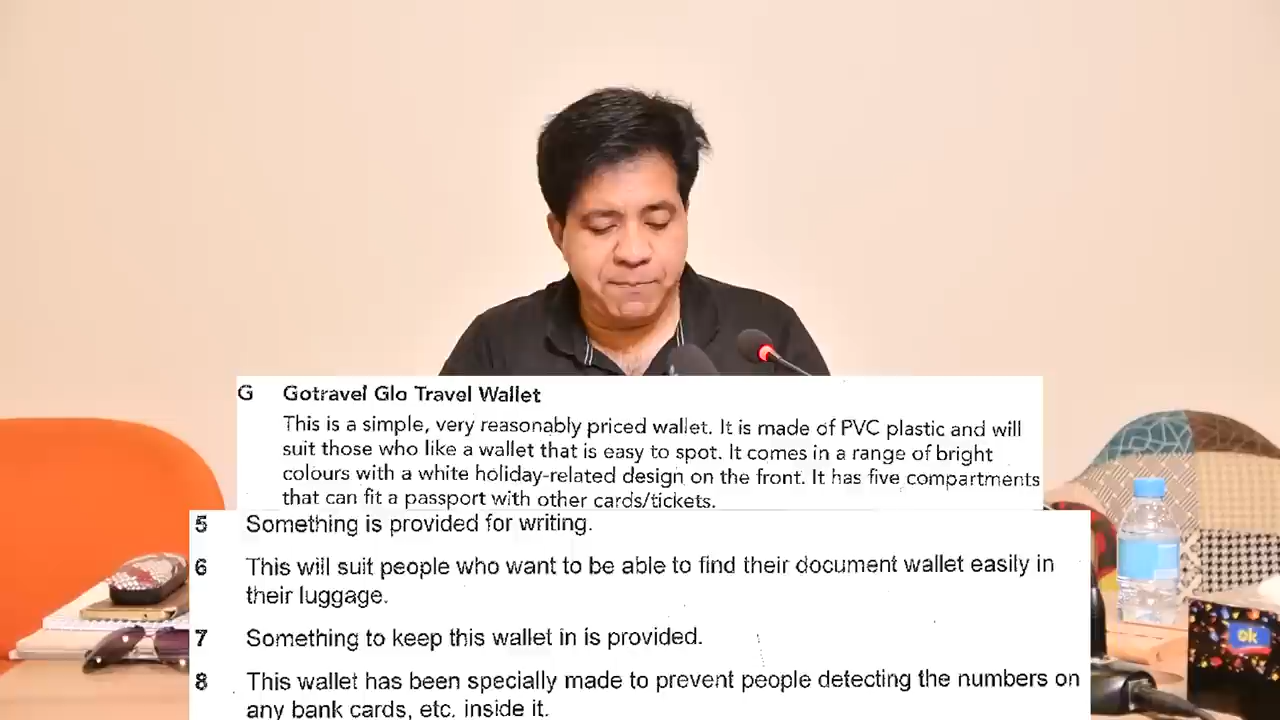 G Gotravel Glo Travel Wallet
This is a simple, very reasonably priced wallet. It is made of PVC plastic and will
suit those who like a wallet that is easy to spot. It comes in a range of bright
colours with a white holiday-related design on the front. It has five compartments
that can fit a passport with other cards/tickets.
5 Something is provided for writing.
6 This will suit people who want to be able to find their document wallet easily in
their luggage.
7 Something to keep this wallet in is provided.
8 This wallet has been specially made to prevent people detecting the numbers on
any bank cards, etc. inside it.
ok